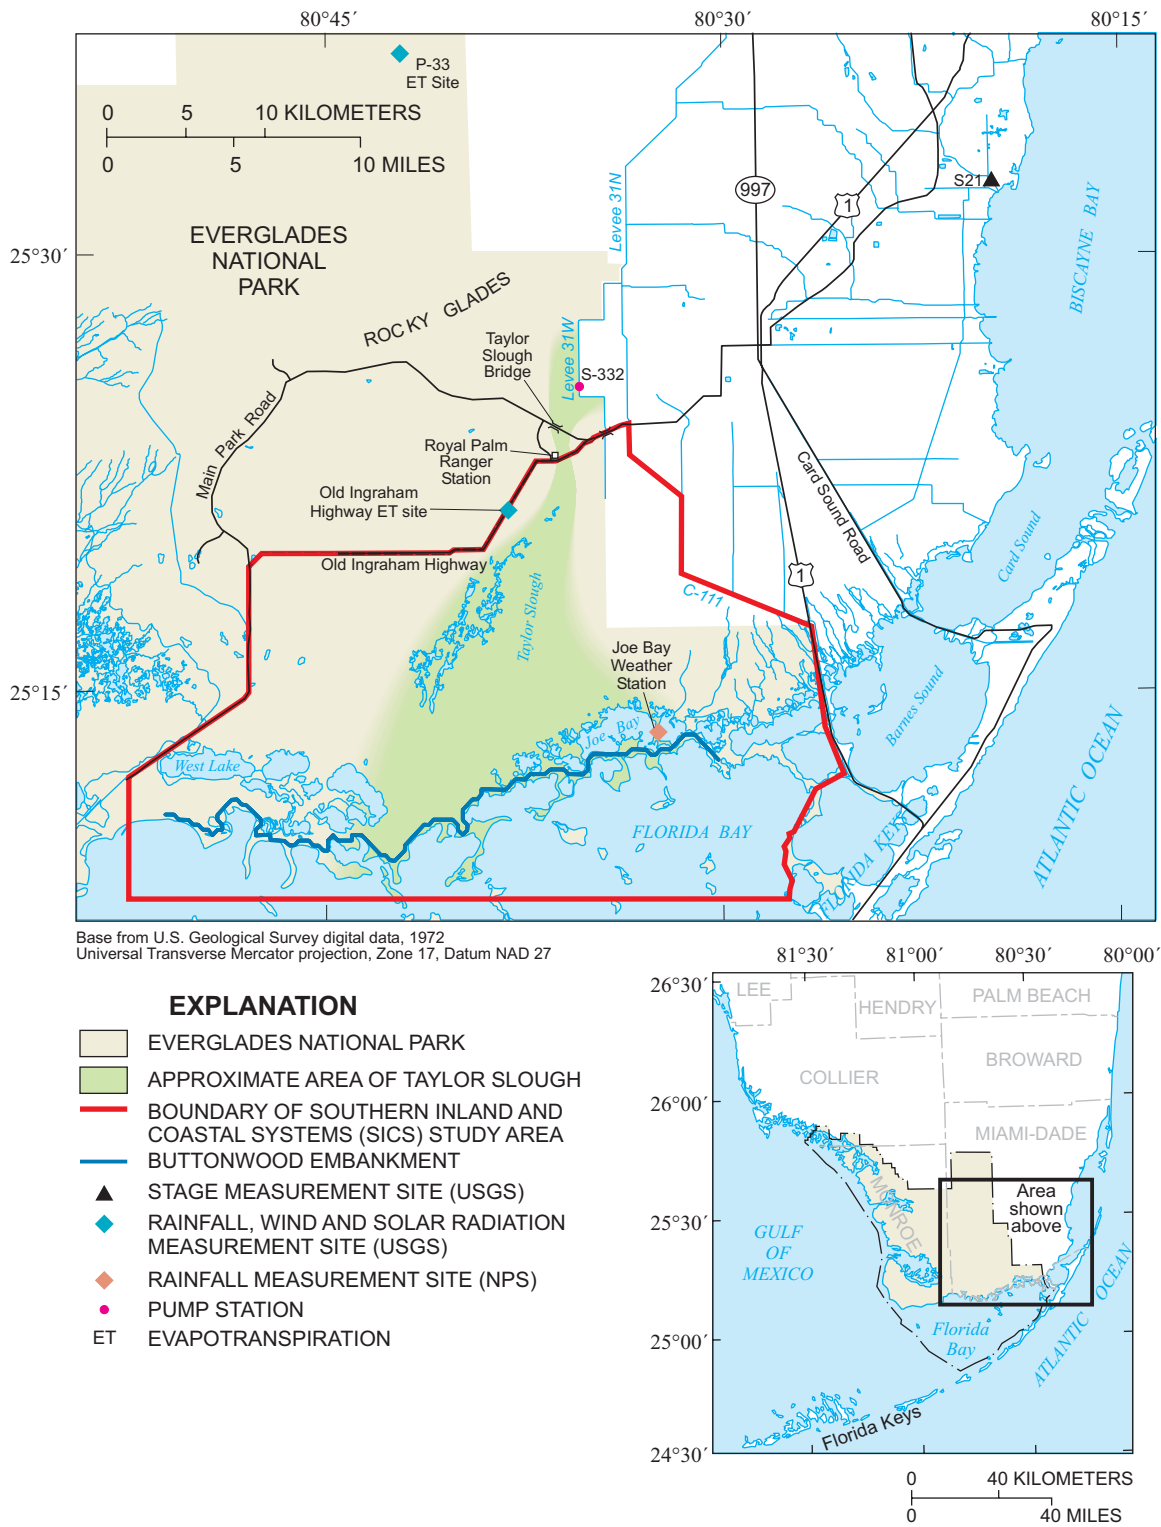 80°45´ 80°30´ 80°15´
P-33
ET Site
0 5 10 KILOMETERS
0 5 10 MILES
997
1
S21
Levee 31N
BISCAYNE BAY
25°30´
EVERGLADES
NATIONAL
PARK
ROCKY GLADES
Taylor
Slough
Bridge
Levee 31W
S-332
Main Park Road
Royal Palm
Ranger
Station
Old Ingraham
Highway ET site
Old Ingraham Highway
Card Sound Road
Card Sound
1
C-111
Taylor Slough
Joe Bay
Weather
Station
25°15´
Joe Bay
Barnes Sound
West Lake
FLORIDA BAY
FLORIDA KEYS
ATLANTIC OCEAN
Base from U.S. Geological Survey digital data, 1972
Universal Transverse Mercator projection, Zone 17, Datum NAD 27
EXPLANATION
EVERGLADES NATIONAL PARK
APPROXIMATE AREA OF TAYLOR SLOUGH
BOUNDARY OF SOUTHERN INLAND AND
COASTAL SYSTEMS (SICS) STUDY AREA
BUTTONWOOD EMBANKMENT
STAGE MEASUREMENT SITE (USGS)
RAINFALL, WIND AND SOLAR RADIATION
MEASUREMENT SITE (USGS)
RAINFALL MEASUREMENT SITE (NPS)
PUMP STATION
ET EVAPOTRANSPIRATION
81°30´ 81°00´ 80°30´ 80°00´
26°30´
LEE
HENDRY
PALM BEACH
BROWARD
COLLIER
26°00´
MIAMI-DADE
MONROE
Area
shown
above
25°30´
GULF
OF
MEXICO
ATLANTIC OCEAN
Florida
Bay
25°00´
Florida Keys
24°30´
0 40 KILOMETERS
0 40 MILES